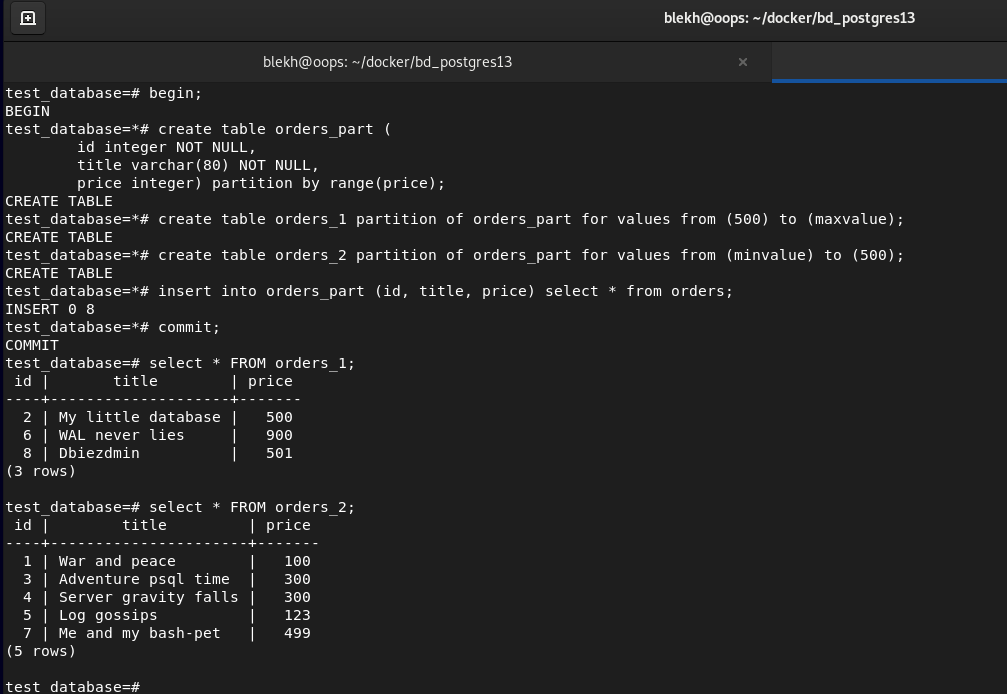 blekh@oops: ~/docker/bd_postgres13
blekh@oops: ~/docker/bd_postgres13 ×
test_database=# begin;
BEGIN
test_database=*# create table orders_part (
        id integer NOT NULL,
        title varchar(80) NOT NULL,
        price integer) partition by range(price);
CREATE TABLE
test_database=*# create table orders_1 partition of orders_part for values from (500) to (maxvalue);
CREATE TABLE
test_database=*# create table orders_2 partition of orders_part for values from (minvalue) to (500);
CREATE TABLE
test_database=*# insert into orders_part (id, title, price) select * from orders;
INSERT 0 8
test_database=*# commit;
COMMIT
test_database=# select * FROM orders_1;
 id |       title        | price
----+--------------------+-------
  2 | My little database |   500
  6 | WAL never lies     |   900
  8 | Dbiezdmin          |   501
(3 rows)

test_database=# select * FROM orders_2;
 id |        title         | price
----+----------------------+-------
  1 | War and peace        |   100
  3 | Adventure psql time  |   300
  4 | Server gravity falls |   300
  5 | Log gossips          |   123
  7 | Me and my bash-pet   |   499
(5 rows)

test_database=#